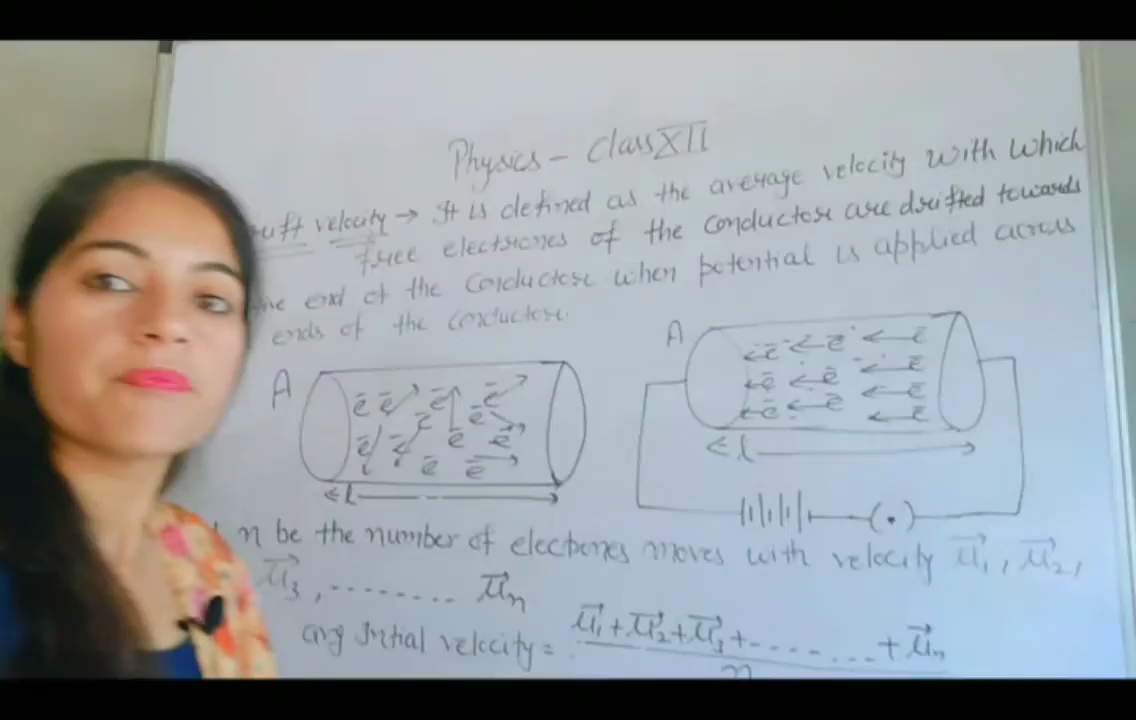 Physics - Class XII
velocity → It is defined as the average velocity with which
free electrones of the conductor are drifted towards
the end of the conductor when potential is applied across
ends of the conductor.
A
A
ē ē ē ē
ē ē ē
ē ē ē ē
ē ē
l
ē ē ē
ē
ē ē ē
ē ē ē
l
n be the number of electrones moves with velocity μ⃗₁, μ⃗₂,
μ⃗₃, ........ μ⃗ₙ
avg initial velocity = μ⃗₁+μ⃗₂+μ⃗₃+......+μ⃗ₙ
n